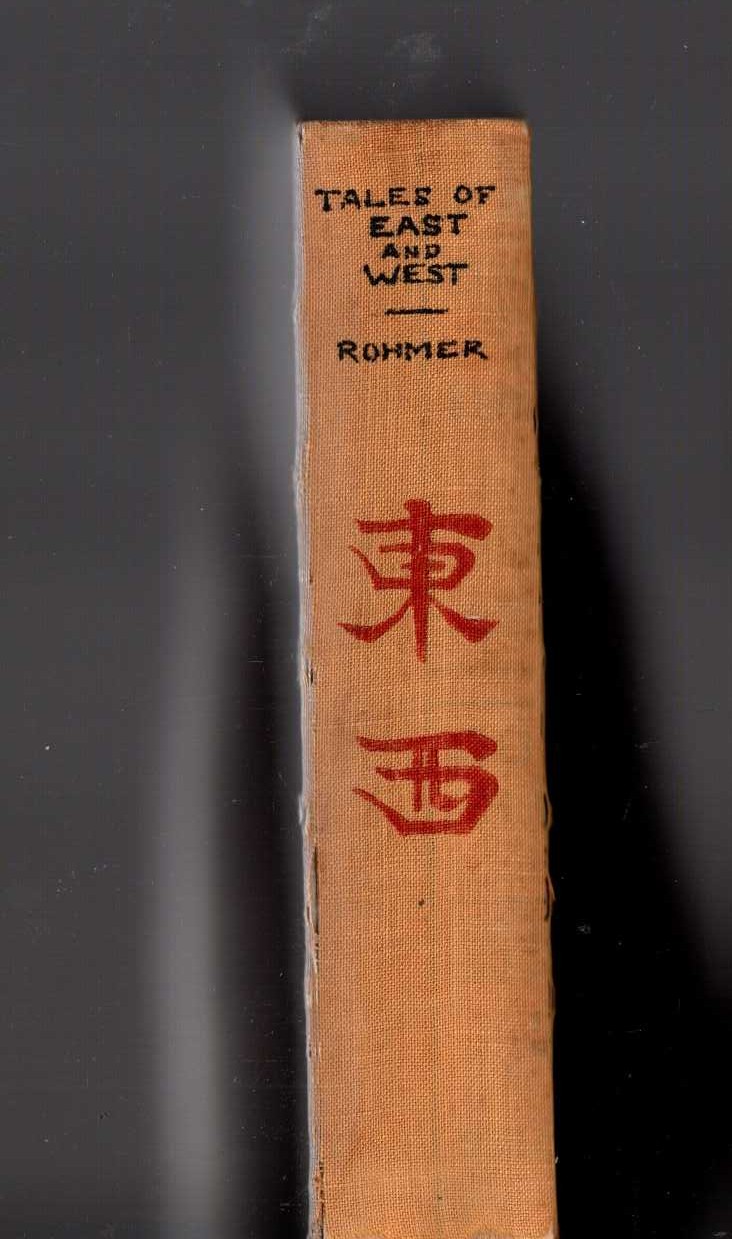 TALES OF
EAST
AND
WEST
ROHMER
東
西